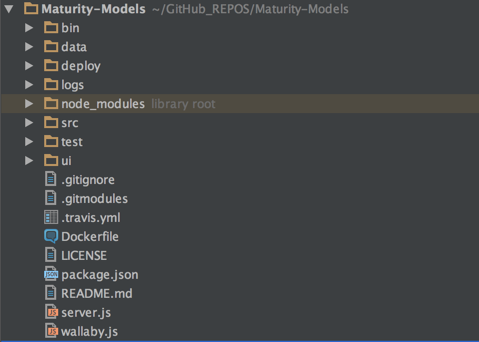 Maturity-Models ~/GitHub_REPOS/Maturity-Models
bin
data
deploy
logs
node_modules library root
src
test
ui
.gitignore
.gitmodules
.travis.yml
Dockerfile
LICENSE
package.json
README.md
server.js
wallaby.js